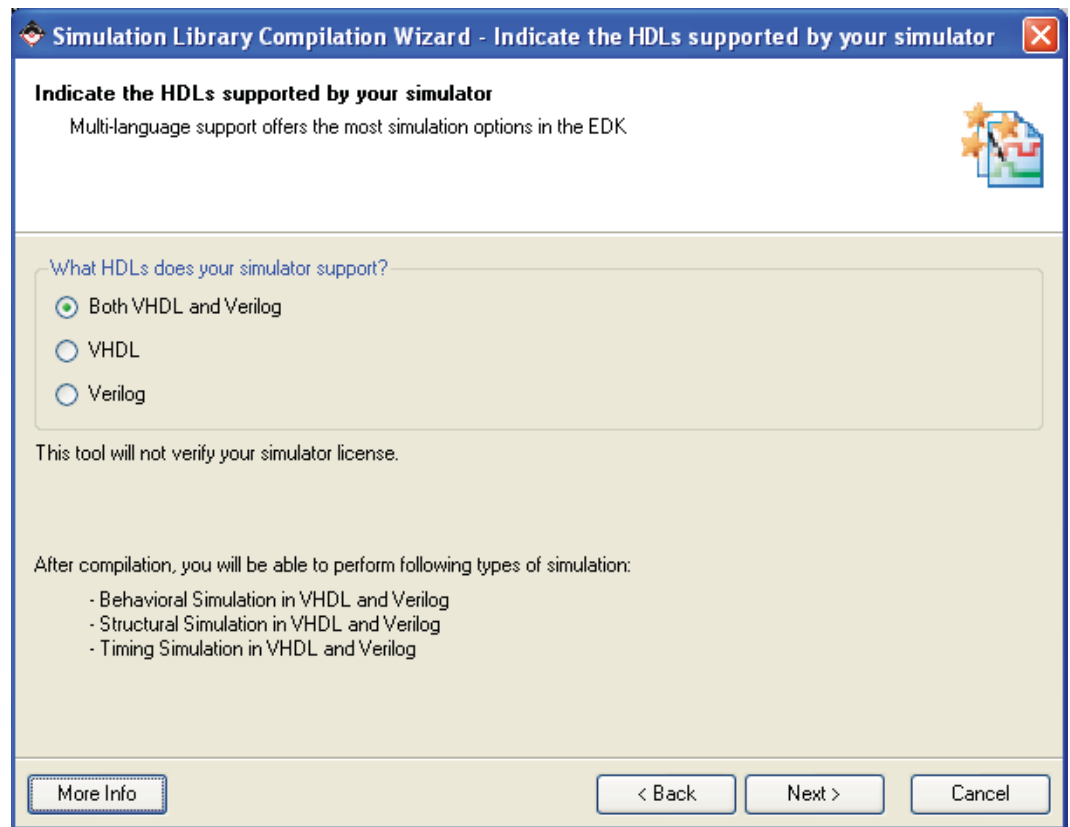 Simulation Library Compilation Wizard - Indicate the HDLs supported by your simulator
Indicate the HDLs supported by your simulator
Multi-language support offers the most simulation options in the EDK
What HDLs does your simulator support?
Both VHDL and Verilog
VHDL
Verilog
This tool will not verify your simulator license.
After compilation, you will be able to perform following types of simulation:
- Behavioral Simulation in VHDL and Verilog
- Structural Simulation in VHDL and Verilog
- Timing Simulation in VHDL and Verilog
More Info
< Back
Next >
Cancel